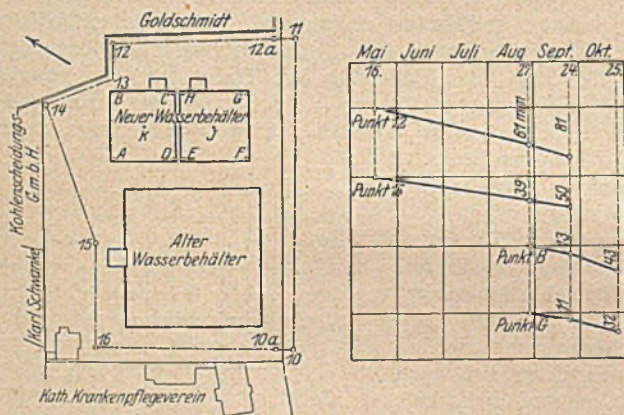 Goldschmidt
11
12
12a
13
14
B C H G
Neuer Wasserbehälter
k J
A D E F
Kohlenscheidungs-
G.m.b.H
Karl Schwanke
15
Alter
Wasserbehälter
16
10a
10
Kath. Krankenpflegeverein
Mai Juni Juli Aug Sept. Okt.
16. 27. 24. 25.
Punkt 12
61 mm
81
Punkt 16
39
50
Punkt B
13
43
Punkt G
11
32